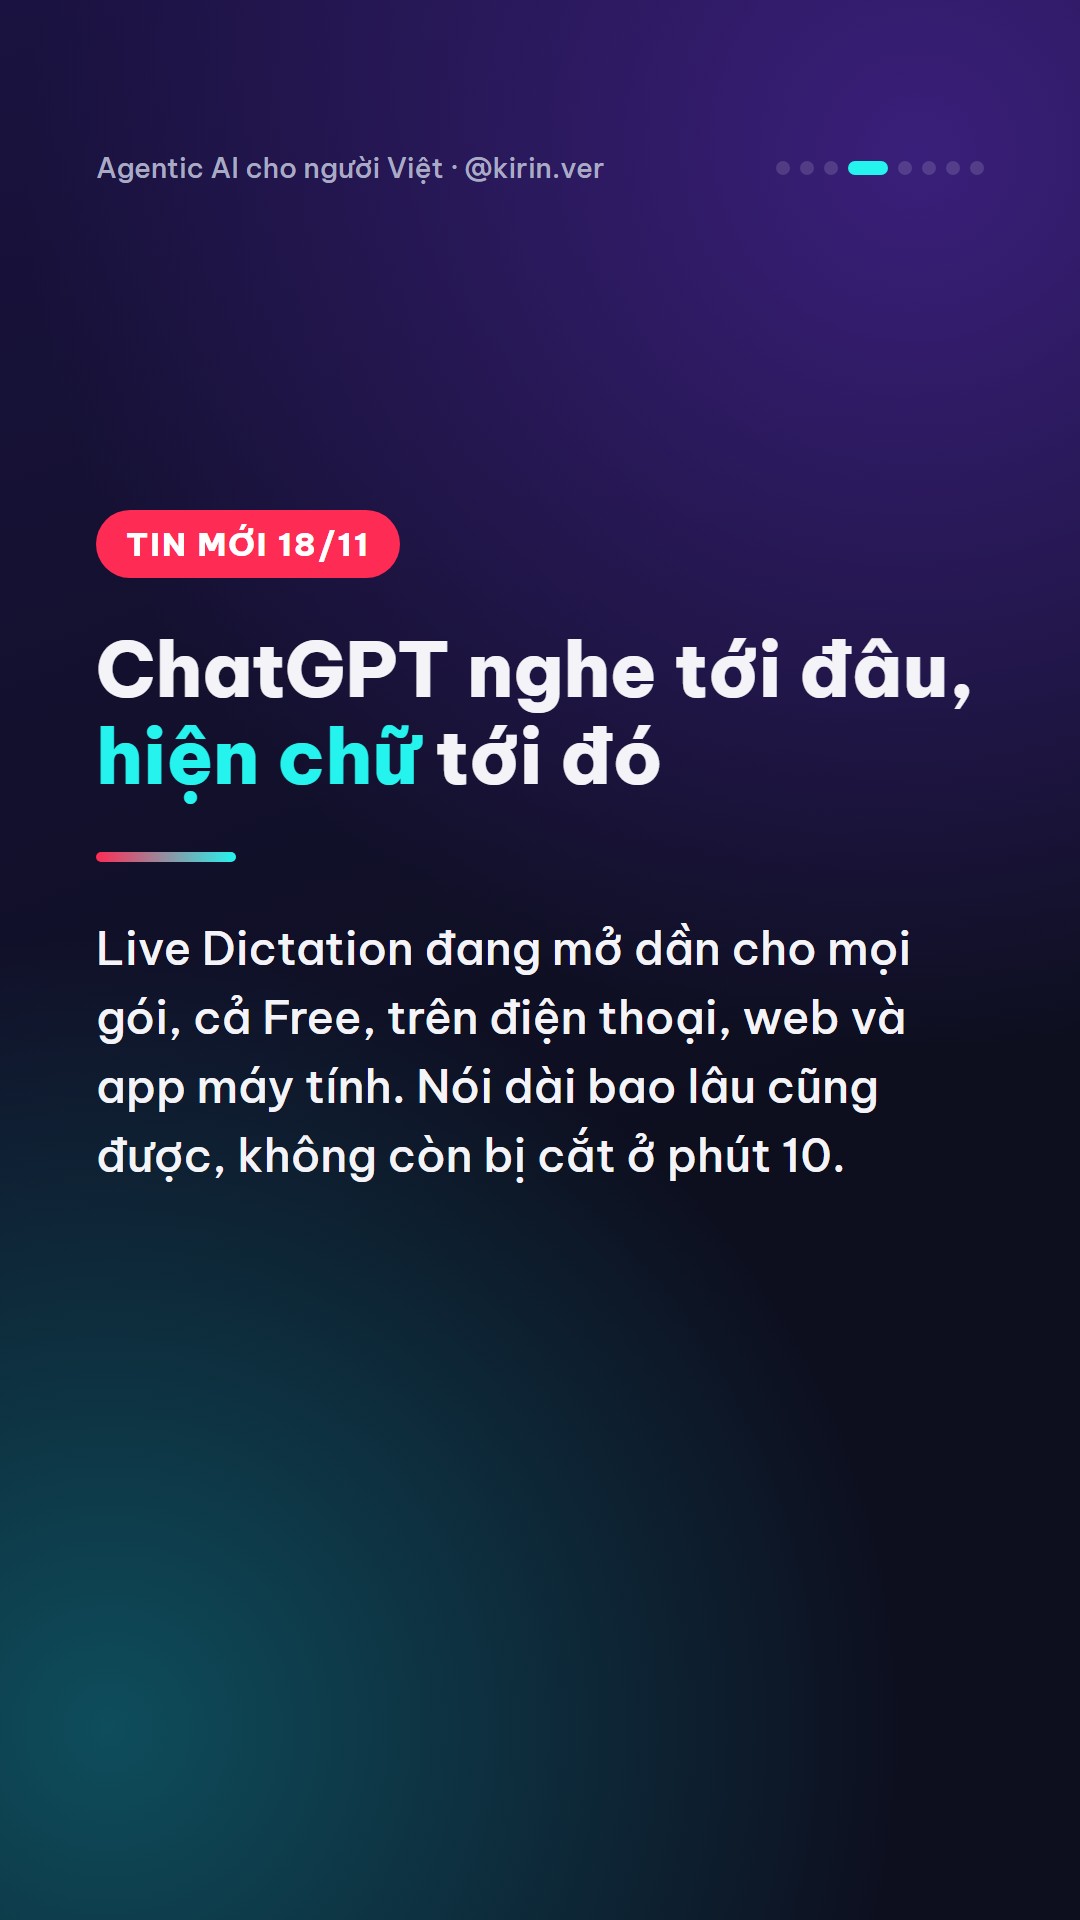 Agentic AI cho người Việt · @kirin.ver
TIN MỚI 18/11
ChatGPT nghe tới đâu,
hiện chữ tới đó
Live Dictation đang mở dần cho mọi
gói, cả Free, trên điện thoại, web và
app máy tính. Nói dài bao lâu cũng
được, không còn bị cắt ở phút 10.